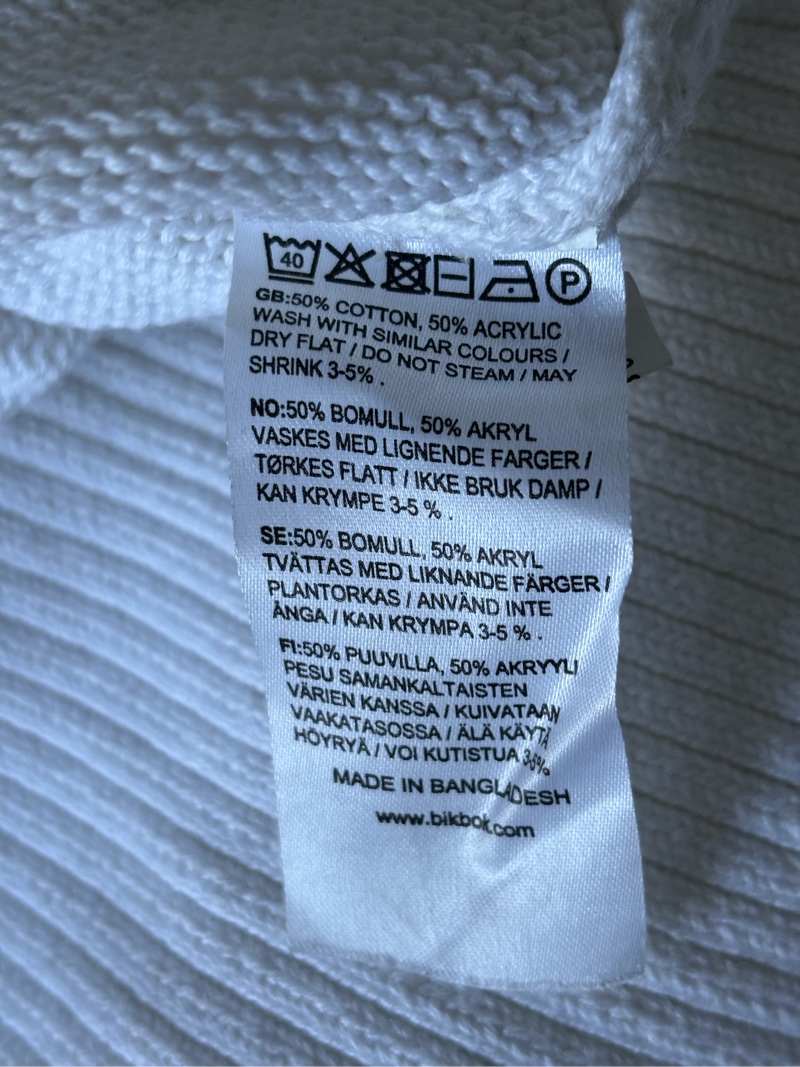 40 P
GB:50% COTTON, 50% ACRYLIC
WASH WITH SIMILAR COLOURS /
DRY FLAT / DO NOT STEAM / MAY
SHRINK 3-5% .
NO:50% BOMULL, 50% AKRYL
VASKES MED LIGNENDE FARGER /
TØRKES FLATT / IKKE BRUK DAMP /
KAN KRYMPE 3-5 % .
SE:50% BOMULL, 50% AKRYL
TVÄTTAS MED LIKNANDE FÄRGER /
PLANTORKAS / ANVÄND INTE
ÅNGA / KAN KRYMPA 3-5 % .
FI:50% PUUVILLA, 50% AKRYYLI
PESU SAMANKALTAISTEN
VÄRIEN KANSSA / KUIVATAAN
VAAKATASOSSA / ÄLÄ KÄYTÄ
HÖYRYÄ / VOI KUTISTUA 3-5%
MADE IN BANGLADESH
www.bikbok.com